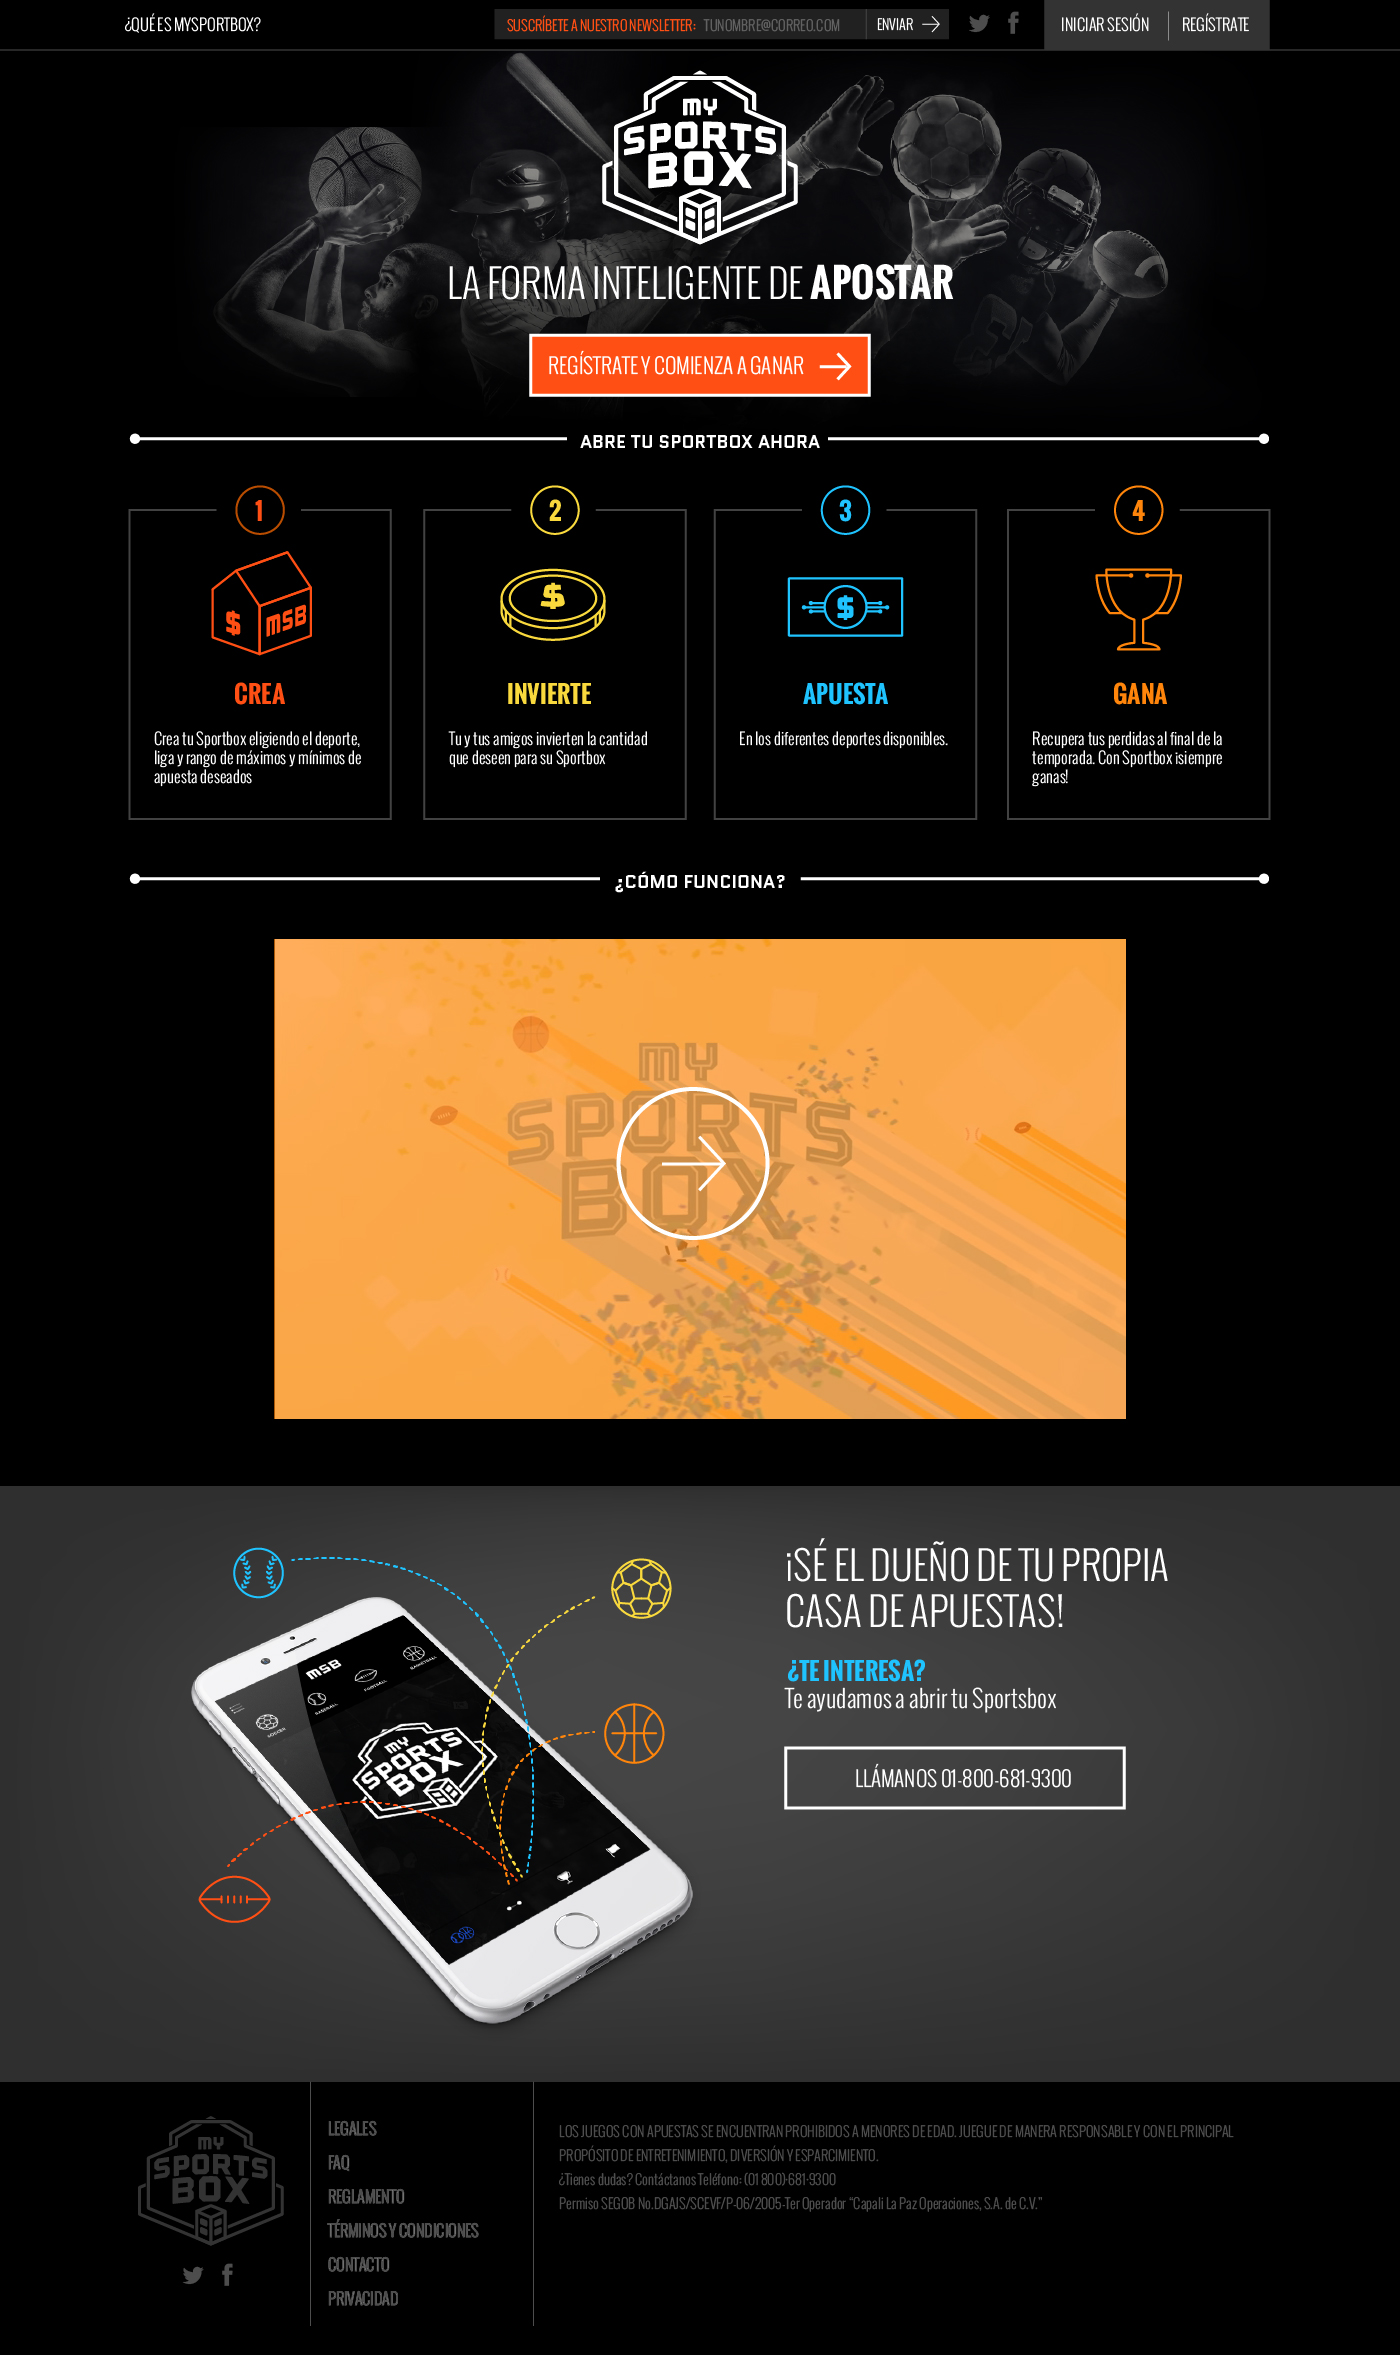 ¿QUÉ ES MYSPORTBOX?
SUSCRÍBETE A NUESTRO NEWSLETTER: TUNOMBRE@CORREO.COM ENVIAR
INICIAR SESIÓN REGÍSTRATE
MY
SPORTS
BOX
LA FORMA INTELIGENTE DE APOSTAR
REGÍSTRATE Y COMIENZA A GANAR
ABRE TU SPORTBOX AHORA
1
$ MSB
CREA
Crea tu Sportbox eligiendo el deporte,
liga y rango de máximos y mínimos de
apuesta deseados
2
$
INVIERTE
Tu y tus amigos invierten la cantidad
que deseen para su Sportbox
3
$
APUESTA
En los diferentes deportes disponibles.
4
GANA
Recupera tus perdidas al final de la
temporada. Con Sportbox ¡siempre
ganas!
¿CÓMO FUNCIONA?
MY
SPORTS
BOX
MSB
SOCCER
BASEBALL
FOOTBALL
BASKETBALL
MY
SPORTS
BOX
¡SÉ EL DUEÑO DE TU PROPIA
CASA DE APUESTAS!
¿TE INTERESA?
Te ayudamos a abrir tu Sportsbox
LLÁMANOS 01-800-681-9300
MY
SPORTS
BOX
LEGALES
FAQ
REGLAMENTO
TÉRMINOS Y CONDICIONES
CONTACTO
PRIVACIDAD
LOS JUEGOS CON APUESTAS SE ENCUENTRAN PROHIBIDOS A MENORES DE EDAD. JUEGUE DE MANERA RESPONSABLE Y CON EL PRINCIPAL
PROPÓSITO DE ENTRETENIMIENTO, DIVERSIÓN Y ESPARCIMIENTO.
¿Tienes dudas? Contáctanos Teléfono: (01 800)-681-9300
Permiso SEGOB No.DGAJS/SCEVF/P-06/2005-Ter Operador “Capali La Paz Operaciones, S.A. de C.V.”